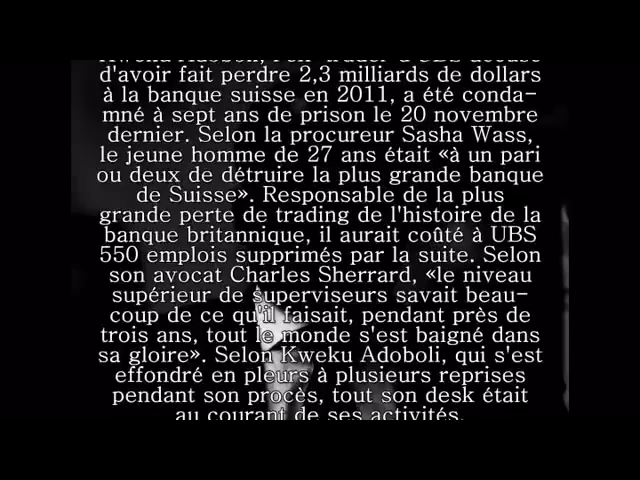 Kweku Adoboli, l'ex-trader d'UBS accusé
d'avoir fait perdre 2,3 milliards de dollars
à la banque suisse en 2011, a été conda-
mné à sept ans de prison le 20 novembre
dernier. Selon la procureur Sasha Wass,
le jeune homme de 27 ans était «à un pari
ou deux de détruire la plus grande banque
de Suisse». Responsable de la plus
grande perte de trading de l'histoire de la
banque britannique, il aurait coûté à UBS
550 emplois supprimés par la suite. Selon
son avocat Charles Sherrard, «le niveau
supérieur de superviseurs savait beau-
coup de ce qu'il faisait, pendant près de
trois ans, tout le monde s'est baigné dans
sa gloire». Selon Kweku Adoboli, qui s'est
effondré en pleurs à plusieurs reprises
pendant son procès, tout son desk était
au courant de ses activités.